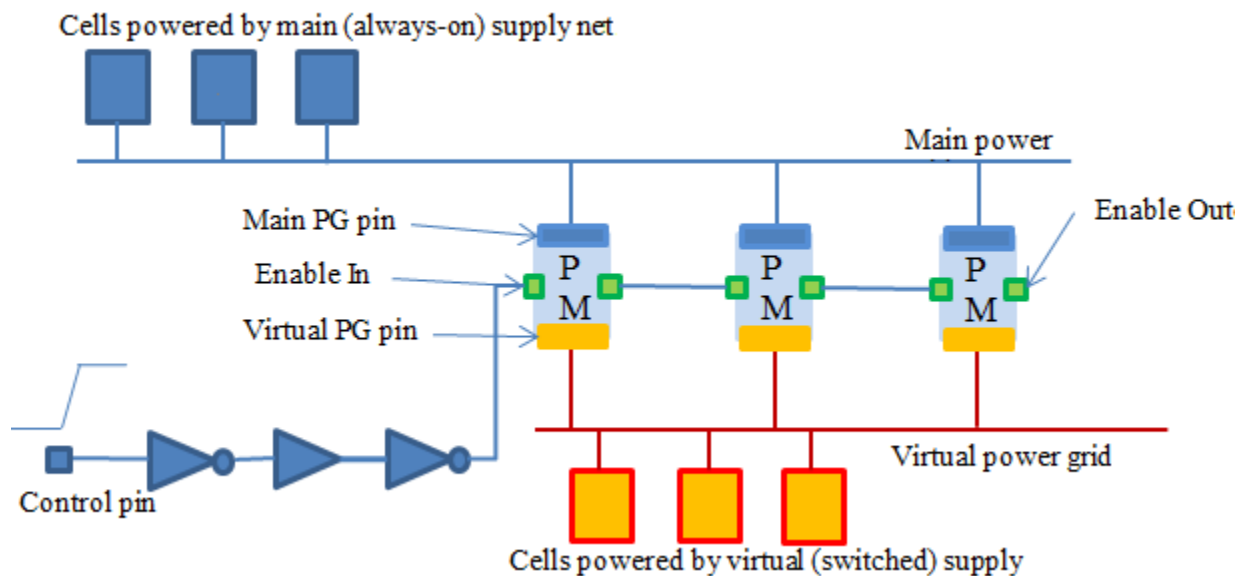 Cells powered by main (always-on) supply net
Main power
Main PG pin
Enable Out
Enable In
Virtual PG pin
P
M
P
M
P
M
Control pin
Virtual power grid
Cells powered by virtual (switched) supply